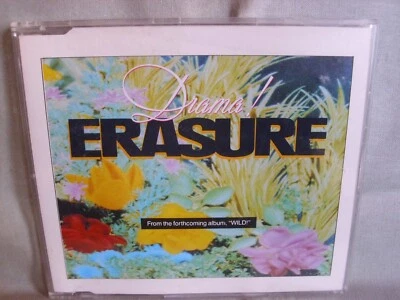 Drama!
ERASURE
From the forthcoming album, "WILD!"